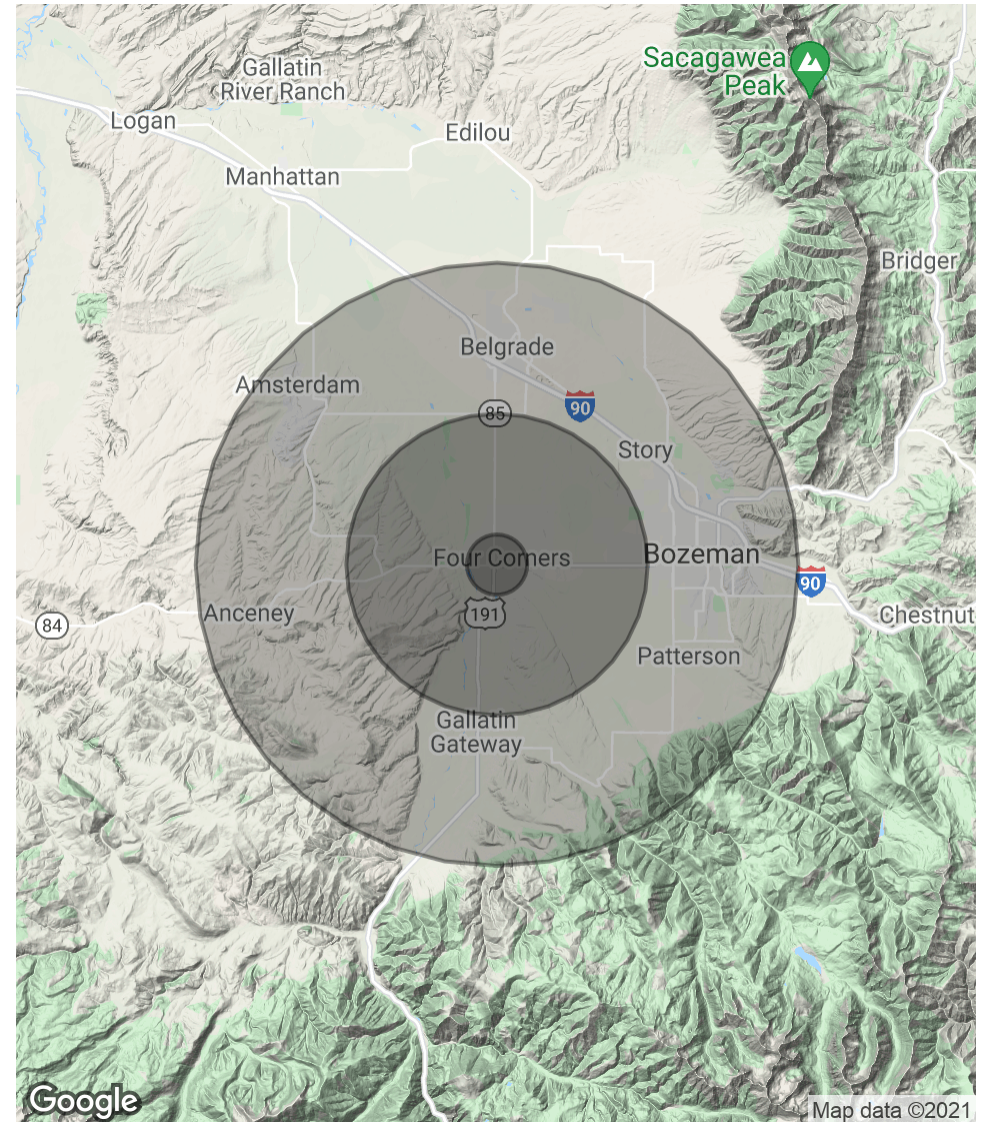 Sacagawea
Peak
Gallatin
River Ranch
Logan
Edilou
Manhattan
Bridger
Belgrade
Amsterdam
90
85
Story
Four Corners
Bozeman
90
191
Anceney
84
Chestnut
Patterson
Gallatin
Gateway
Google
Map data ©2021